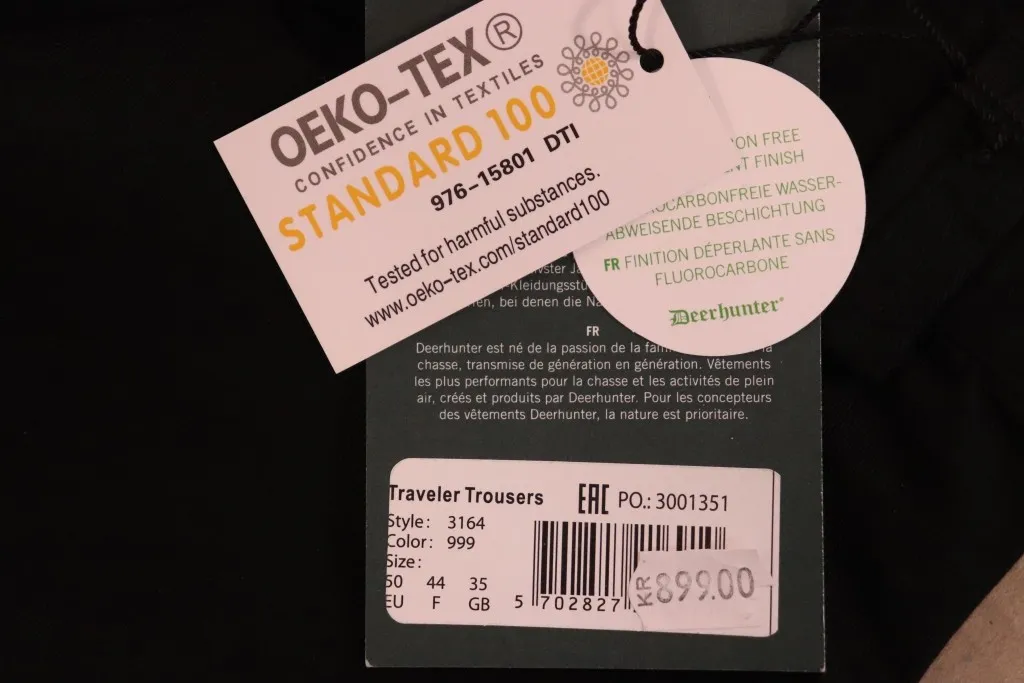 OEKO-TEX®
CONFIDENCE IN TEXTILES
STANDARD 100
976-15801 DTI
Tested for harmful substances.
www.oeko-tex.com/standard100
FREE
FINISH
WASSER-
ABWEISENDE BESCHICHTUNG
FR FINITION DÉPERLANTE SANS
FLUOROCARBONE
Deerhunter®
bei denen die
FR
Deerhunter est né de la passion de la
chasse, transmise de génération en génération. Vêtements
les plus performants pour la chasse et les activités de plein
air, créés et produits par Deerhunter. Pour les concepteurs
des vêtements Deerhunter, la nature est prioritaire.
Traveler Trousers EAC PO.: 3001351
Style: 3164
Color: 999
Size:
50 44 35
EU F GB
5 702827
KR 899.00